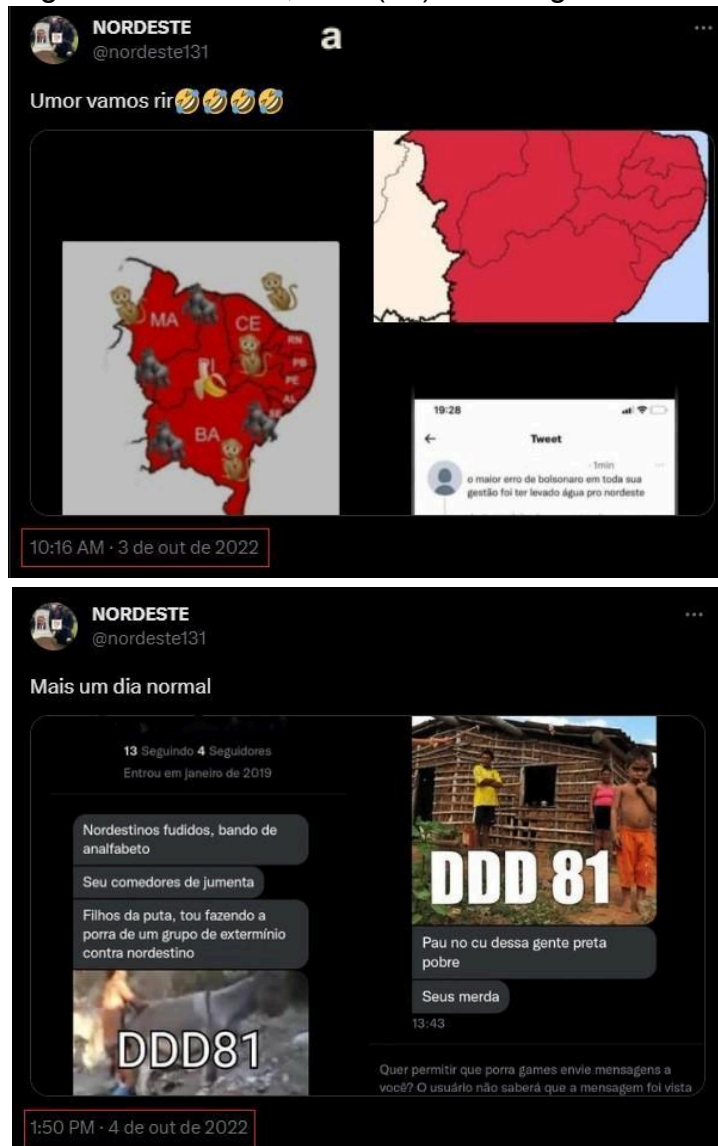 NORDESTE
@nordeste131
a
Umor vamos rir🤣🤣🤣🤣
MA
CE
RN
PI
PB
PE
AL
SE
BA
19:28
Tweet
1min
o maior erro de bolsonaro em toda sua
gestão foi ter levado água pro nordeste
10:16 AM · 3 de out de 2022
NORDESTE
@nordeste131
Mais um dia normal
13 Seguindo 4 Seguidores
Entrou em janeiro de 2019
Nordestinos fudidos, bando de
analfabeto
Seu comedores de jumenta
Filhos da puta, tou fazendo a
porra de um grupo de extermínio
contra nordestino
DDD81
DDD 81
Pau no cu dessa gente preta
pobre
Seus merda
13:43
Quer permitir que porra games envie mensagens a
você? O usuário não saberá que a mensagem foi vista
1:50 PM · 4 de out de 2022